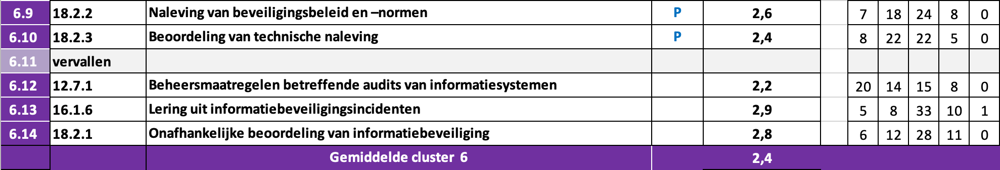 6.9 18.2.2 Naleving van beveiligingsbeleid en –normen P 2,6 7 18 24 8 0
6.10 18.2.3 Beoordeling van technische naleving P 2,4 8 22 22 5 0
6.11 vervallen
6.12 12.7.1 Beheersmaatregelen betreffende audits van informatiesystemen 2,2 20 14 15 8 0
6.13 16.1.6 Lering uit informatiebeveiligingsincidenten 2,9 5 8 33 10 1
6.14 18.2.1 Onafhankelijke beoordeling van informatiebeveiliging 2,8 6 12 28 11 0
Gemiddelde cluster 6 2,4